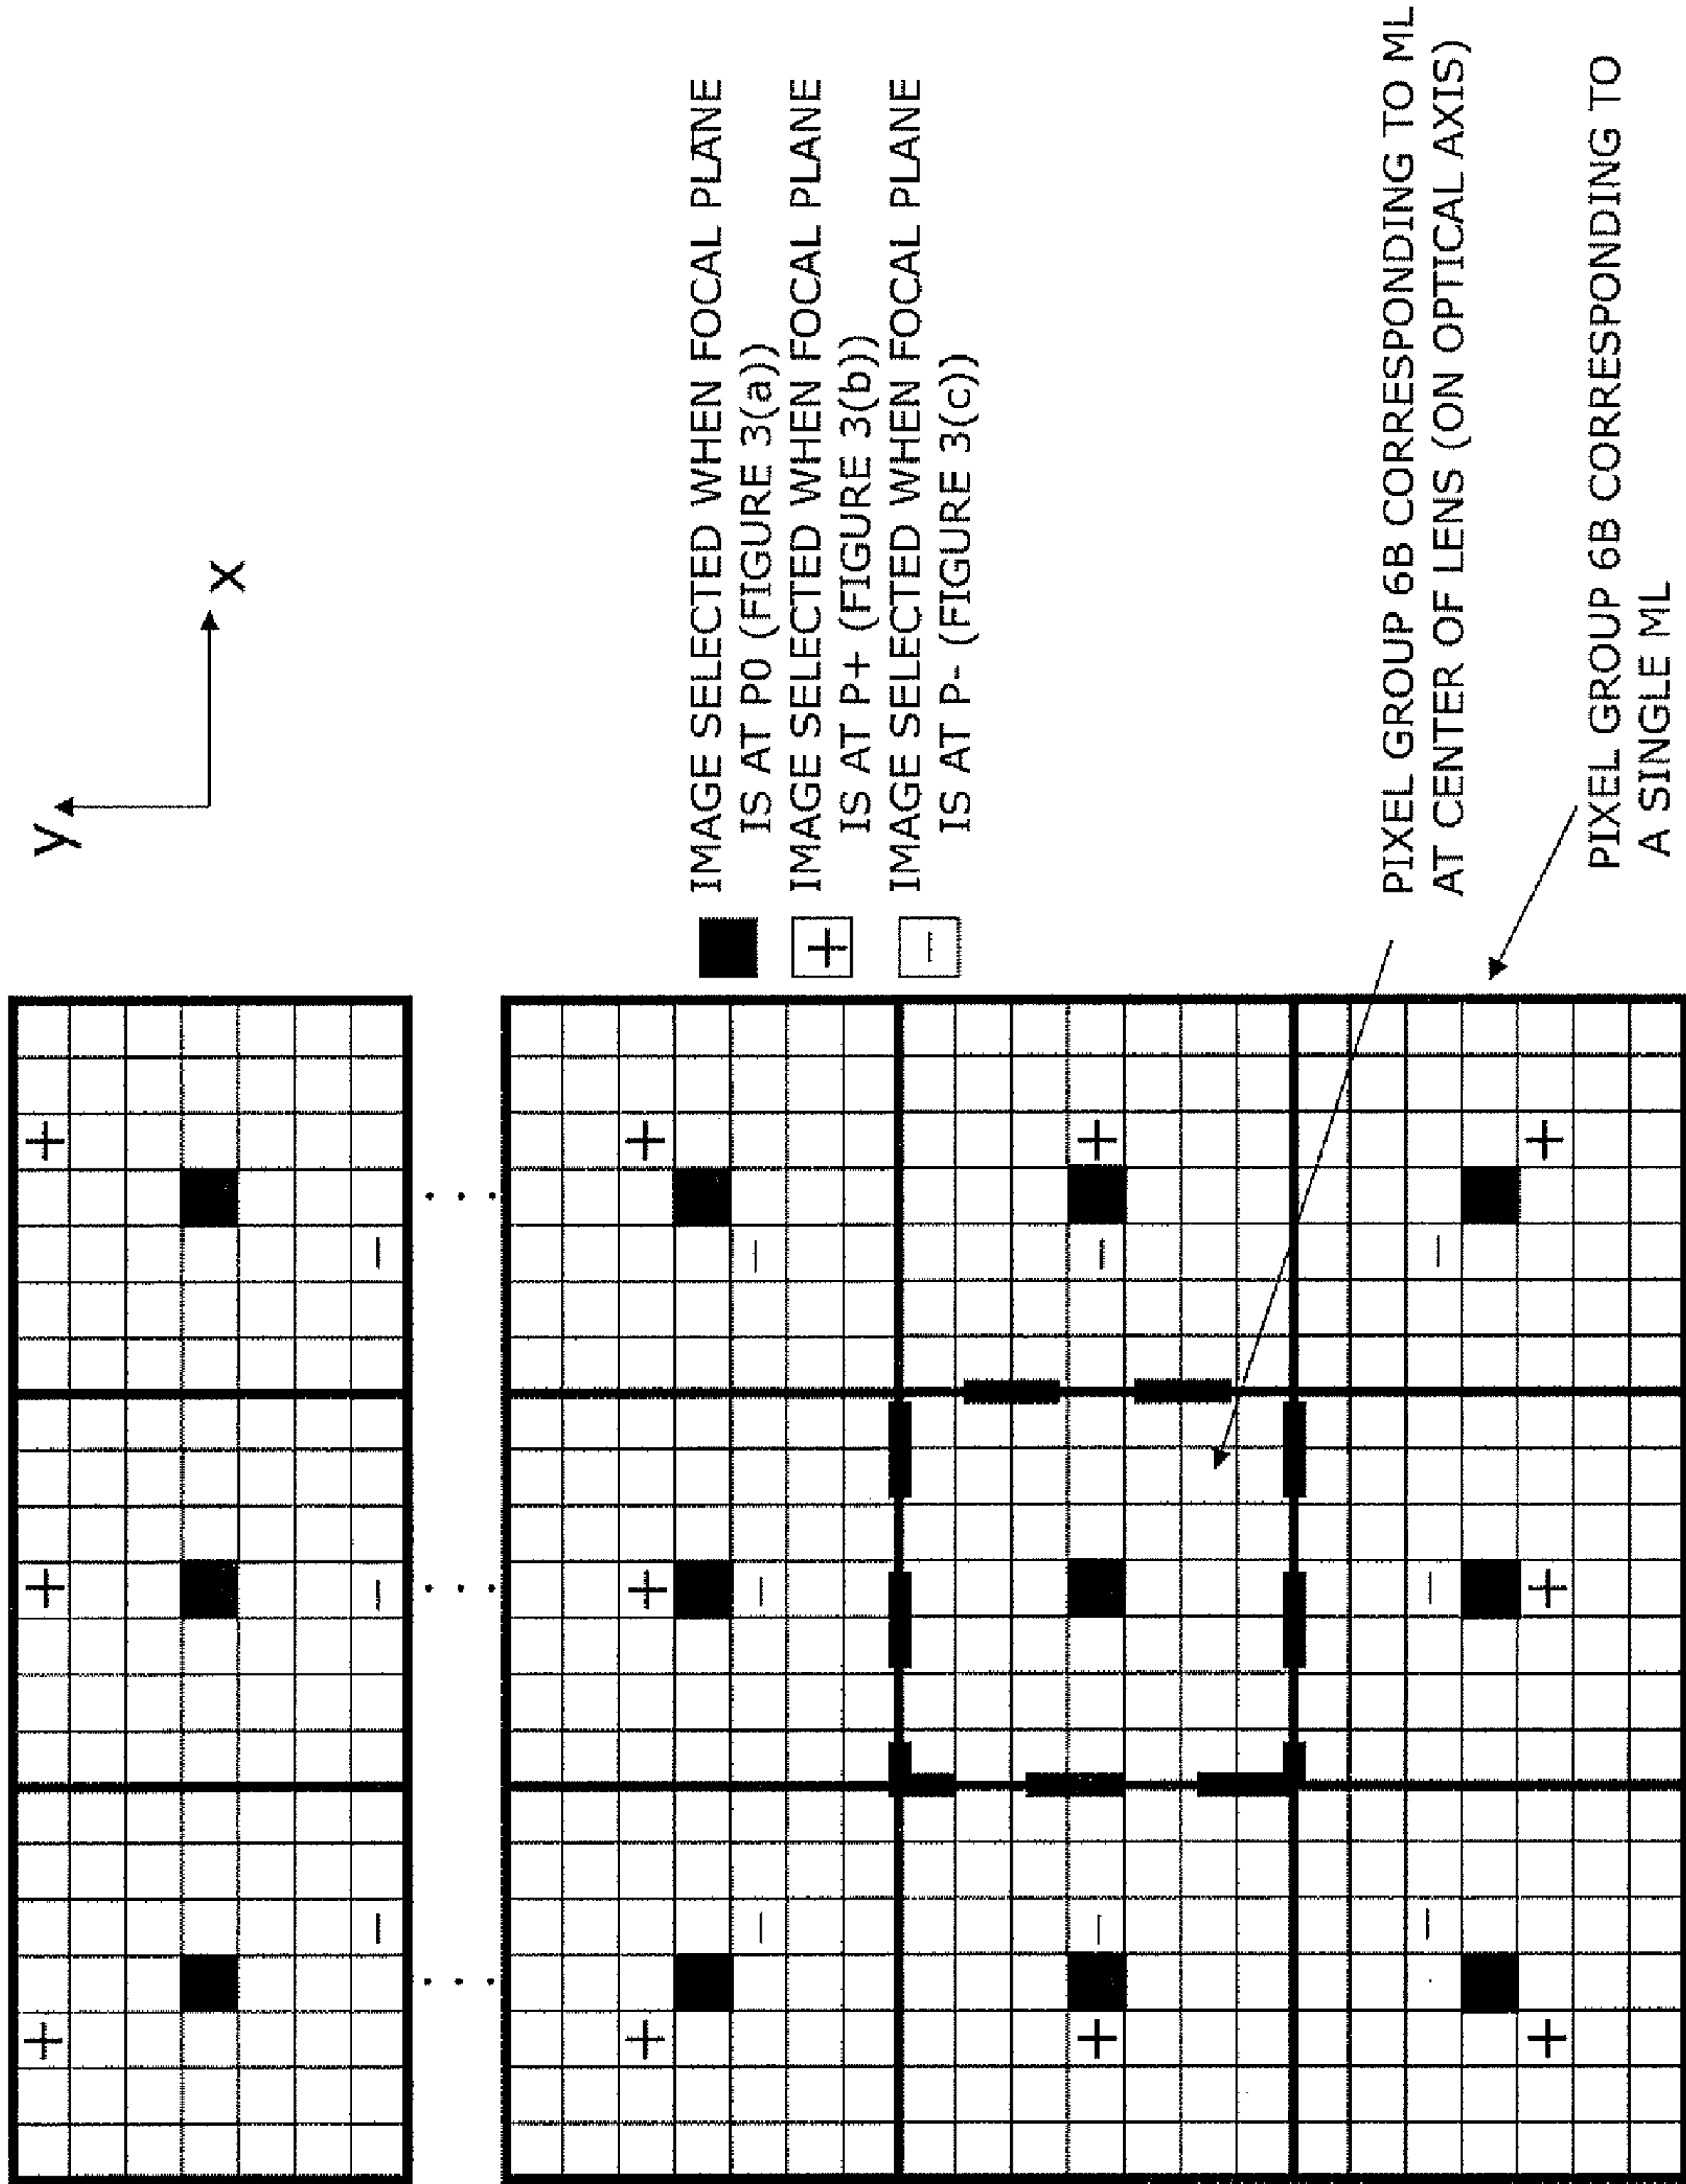 y
x
IMAGE SELECTED WHEN FOCAL PLANE
IS AT P0 (FIGURE 3(a))
IMAGE SELECTED WHEN FOCAL PLANE
IS AT P+ (FIGURE 3(b))
IMAGE SELECTED WHEN FOCAL PLANE
IS AT P- (FIGURE 3(c))
PIXEL GROUP 6B CORRESPONDING TO ML
AT CENTER OF LENS (ON OPTICAL AXIS)
PIXEL GROUP 6B CORRESPONDING TO
A SINGLE ML